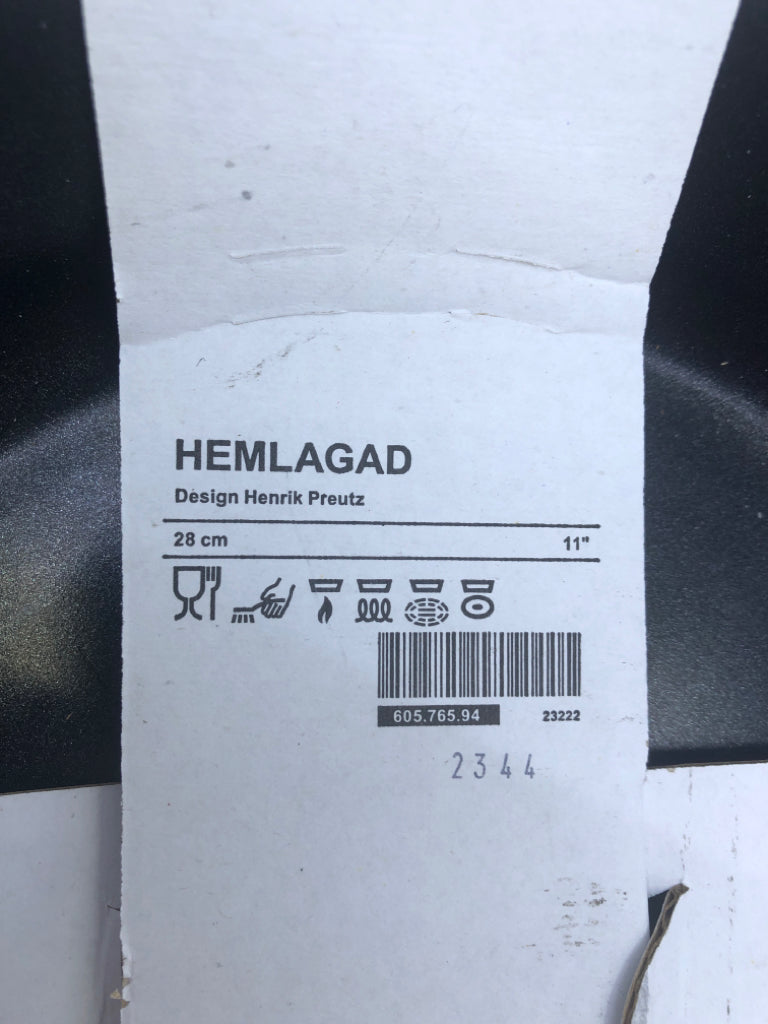 HEMLAGAD
Design Henrik Preutz
28 cm 11"
605.765.94 23222
2344